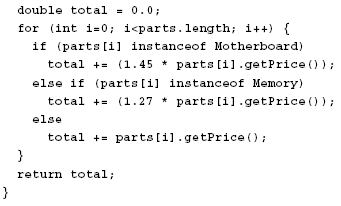 double total = 0.0;
for (int i=0; i<parts.length; i++) {
if (parts[i] instanceof Motherboard)
total += (1.45 * parts[i].getPrice());
else if (parts[i] instanceof Memory)
total += (1.27 * parts[i].getPrice());
else
total += parts[i].getPrice();
}
return total;
}